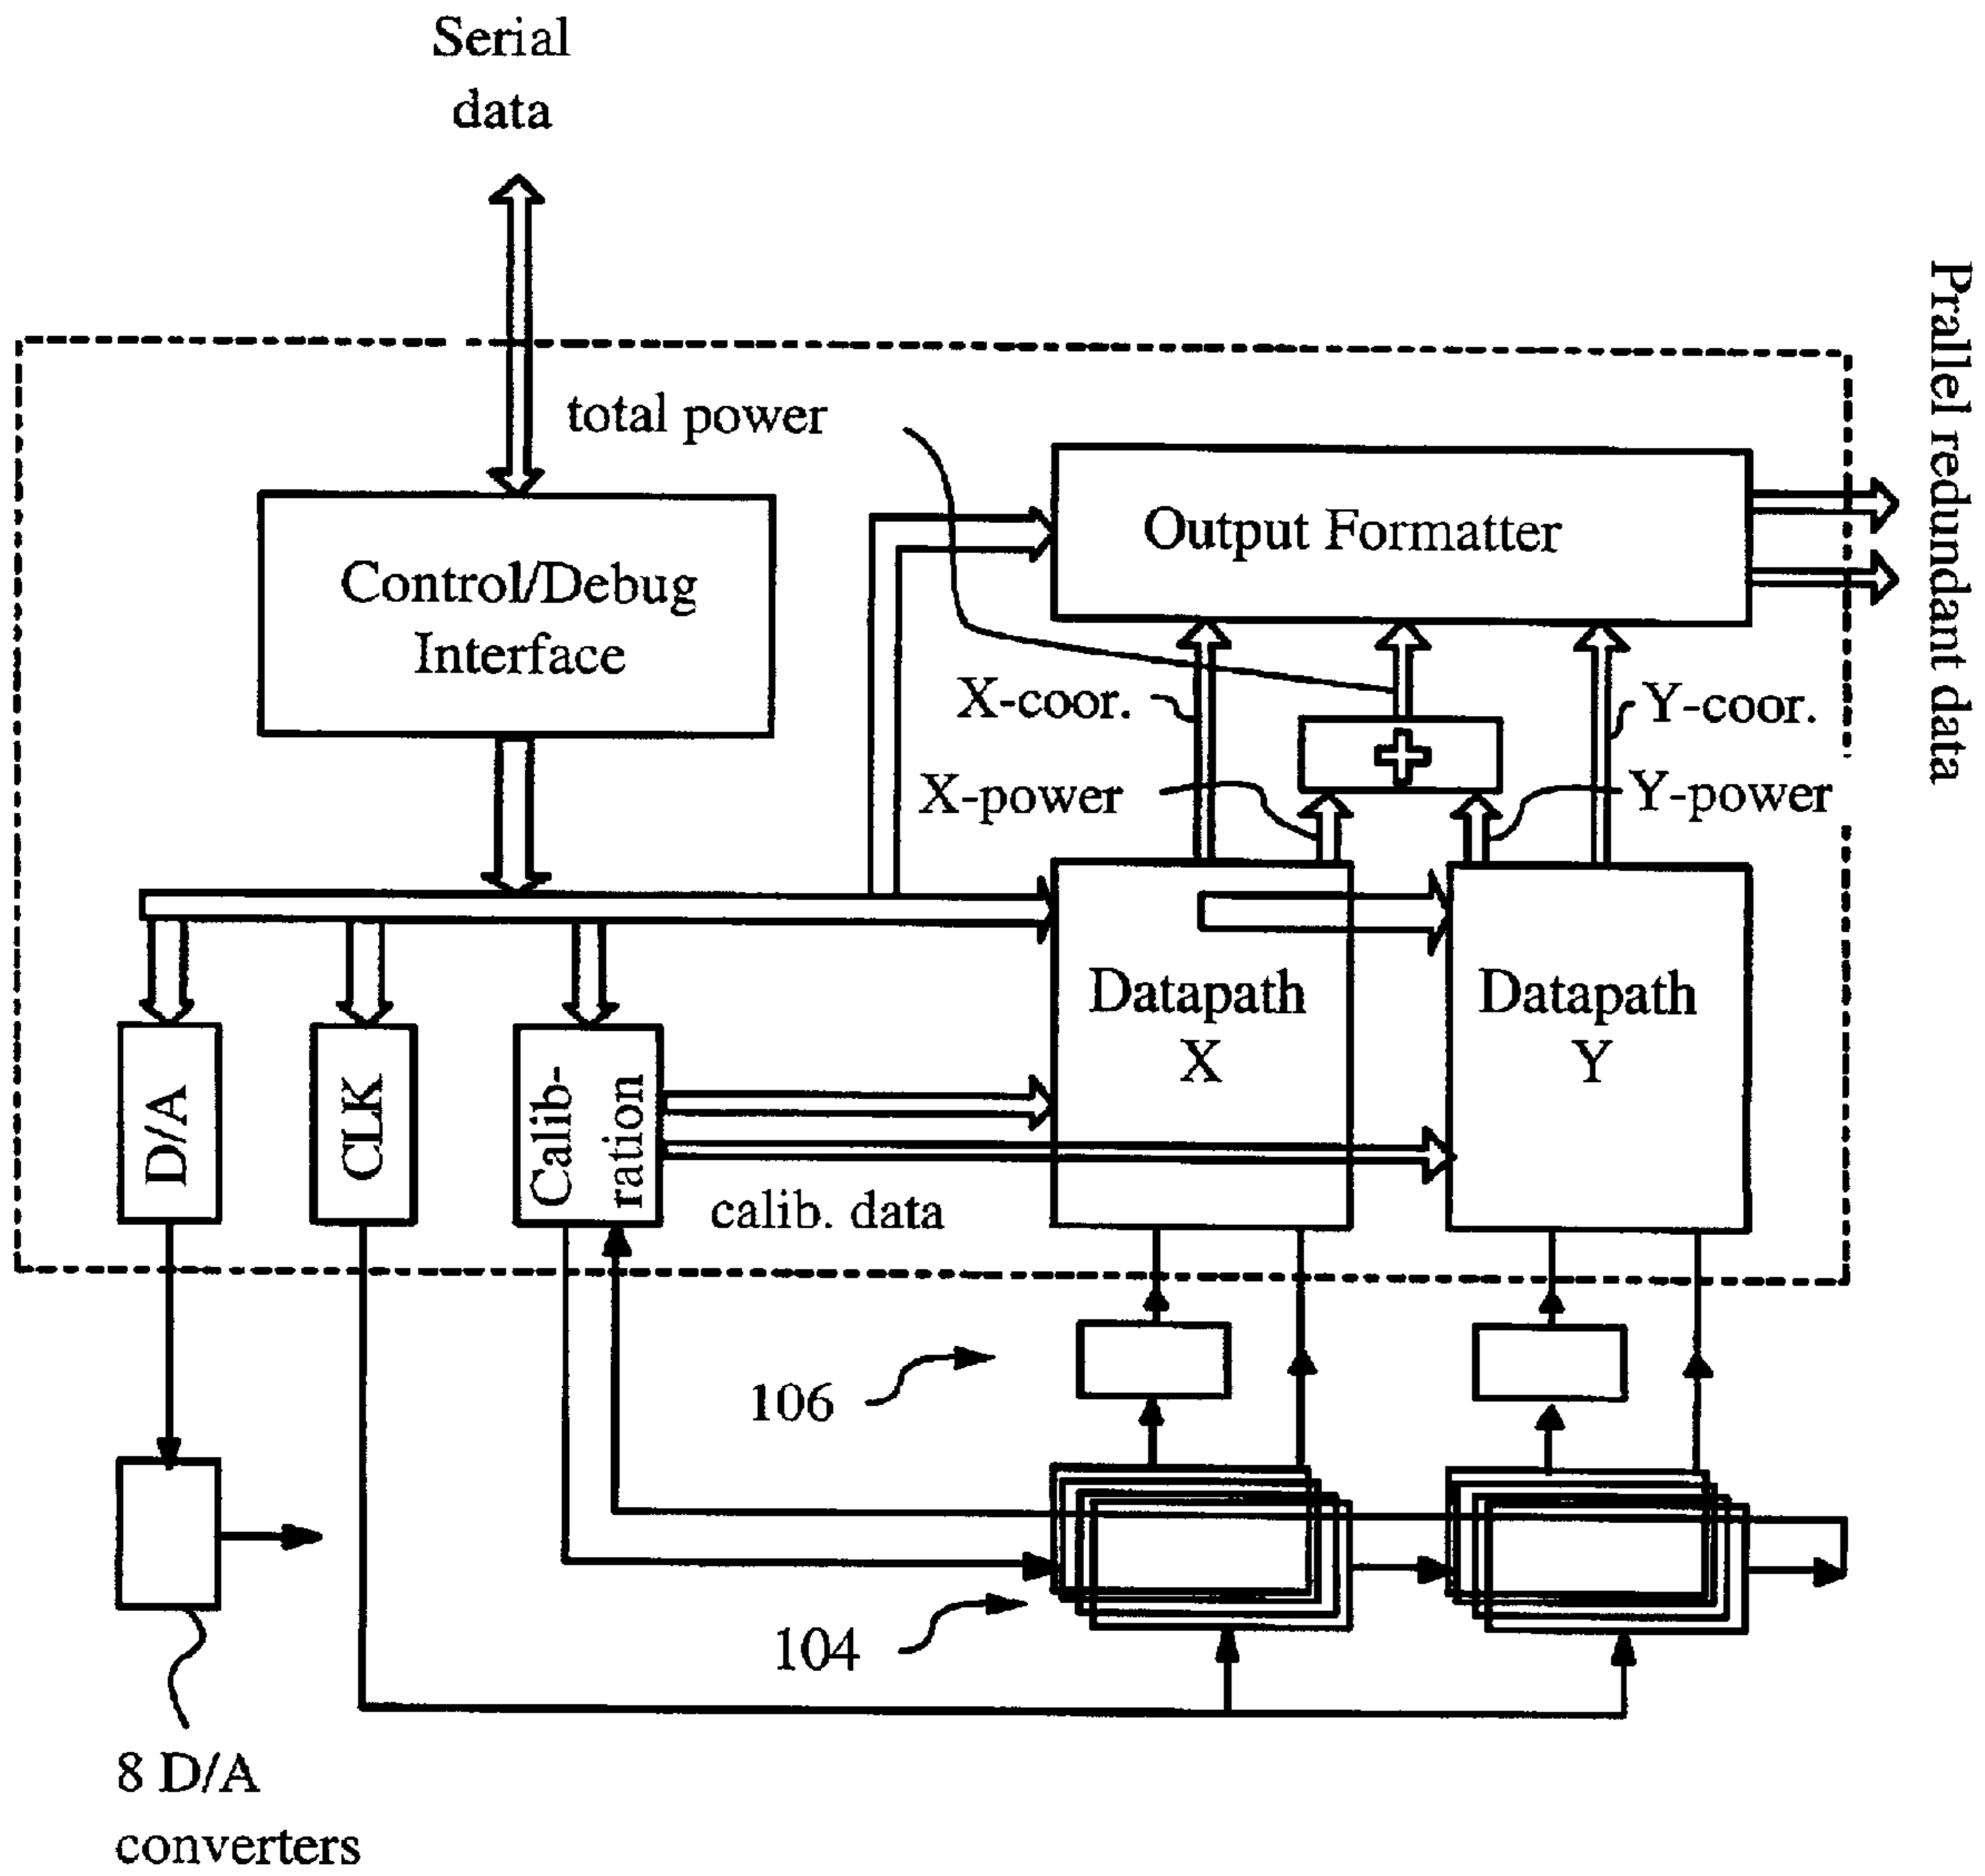 Serial
data
total power
Prallel redundant data
Output Formatter
Control/Debug
Interface
X-coor.
Y-coor.
X-power
Y-power
Datapath
X
Datapath
Y
D/A
CLK
Calib-
ration
calib. data
106
104
8 D/A
converters